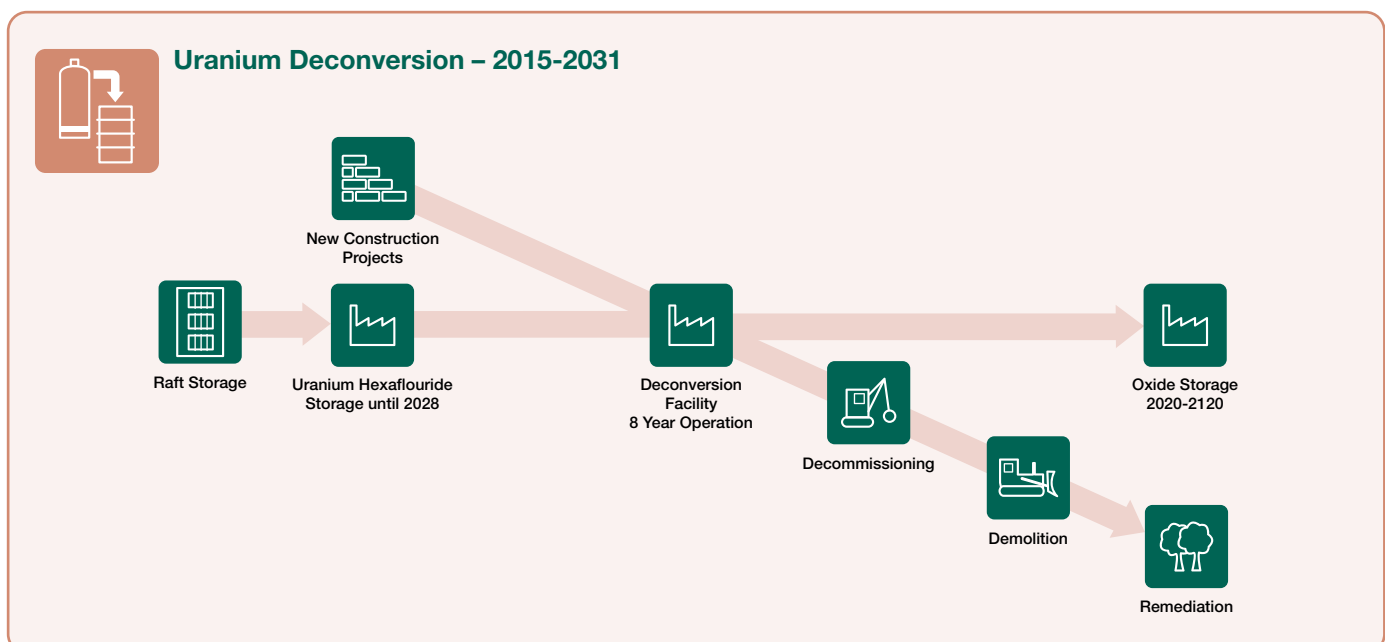 Uranium Deconversion – 2015-2031
New Construction
Projects
Raft Storage
Uranium Hexaflouride
Storage until 2028
Deconversion
Facility
8 Year Operation
Oxide Storage
2020-2120
Decommissioning
Demolition
Remediation